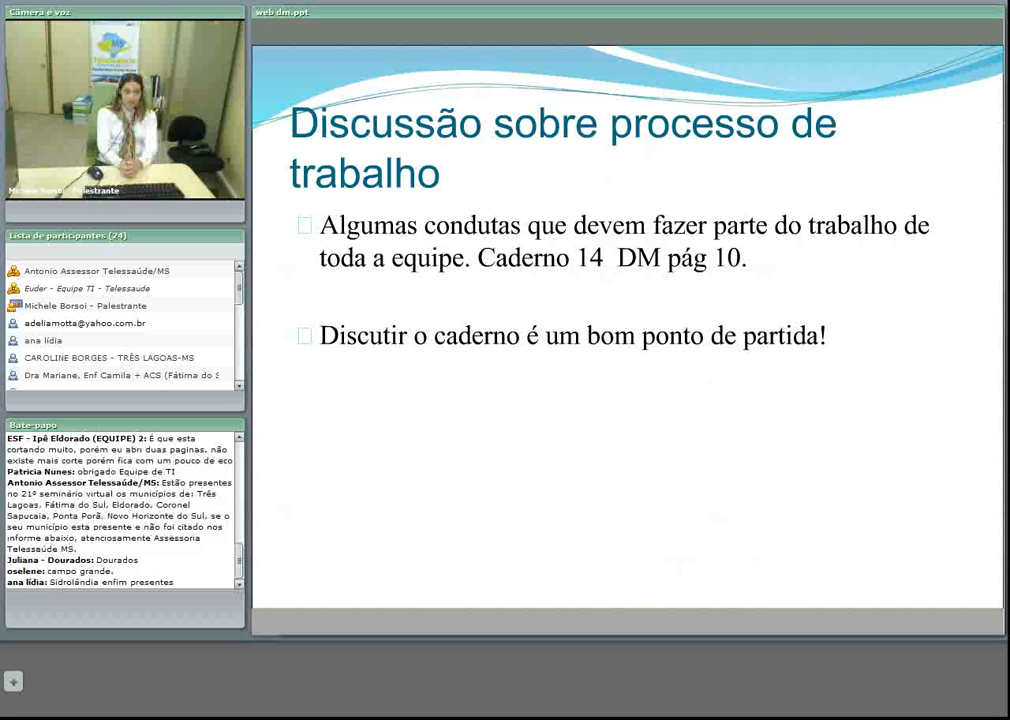 Câmera e voz
MS
Michele Borsoi - Palestrante
Lista de participantes (24)
Antonio Assessor Telessaúde/MS
Euder - Equipe TI - Telessaude
Michele Borsoi - Palestrante
adeliamotta@yahoo.com.br
ana lídia
CAROLINE BORGES - TRÊS LAGOAS-MS
Dra Mariane, Enf Camila + ACS (Fátima do S
Bate-papo
ESF - Ipê Eldorado (EQUIPE) 2: É que esta
cortando muito, porém eu abri duas paginas, não
existe mais corte porém fica com um pouco de eco
Patricia Nunes: obrigado Equipe de TI
Antonio Assessor Telessaúde/MS: Estão presentes
no 21º seminário virtual os municípios de: Três
Lagoas, Fátima do Sul, Eldorado, Coronel
Sapucaia, Ponta Porã, Novo Horizonte do Sul, se o
seu município esta presente e não foi citado nos
informe abaixo, atenciosamente Assessoria
Telessaúde MS.
Juliana - Dourados: Dourados
oselene: campo grande.
ana lídia: Sidrolândia enfim presentes
web dm.ppt
Discussão sobre processo de
trabalho
Algumas condutas que devem fazer parte do trabalho de
toda a equipe. Caderno 14 DM pág 10.
Discutir o caderno é um bom ponto de partida!